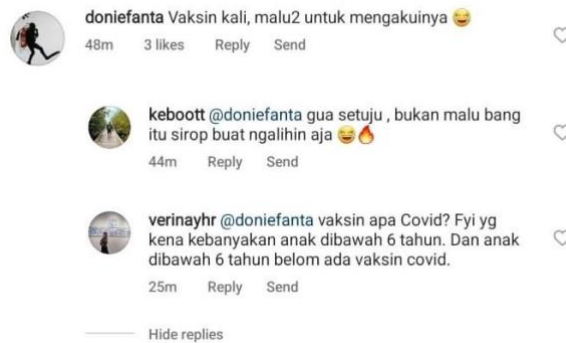 doniefanta Vaksin kali, malu2 untuk mengakuinya 😂
48m 3 likes Reply Send
keboott @doniefanta gua setuju , bukan malu bang
itu sirop buat ngalihin aja 😂🔥
44m Reply Send
verinayhr @doniefanta vaksin apa Covid? Fyi yg
kena kebanyakan anak dibawah 6 tahun. Dan anak
dibawah 6 tahun belom ada vaksin covid.
25m Reply Send
Hide replies